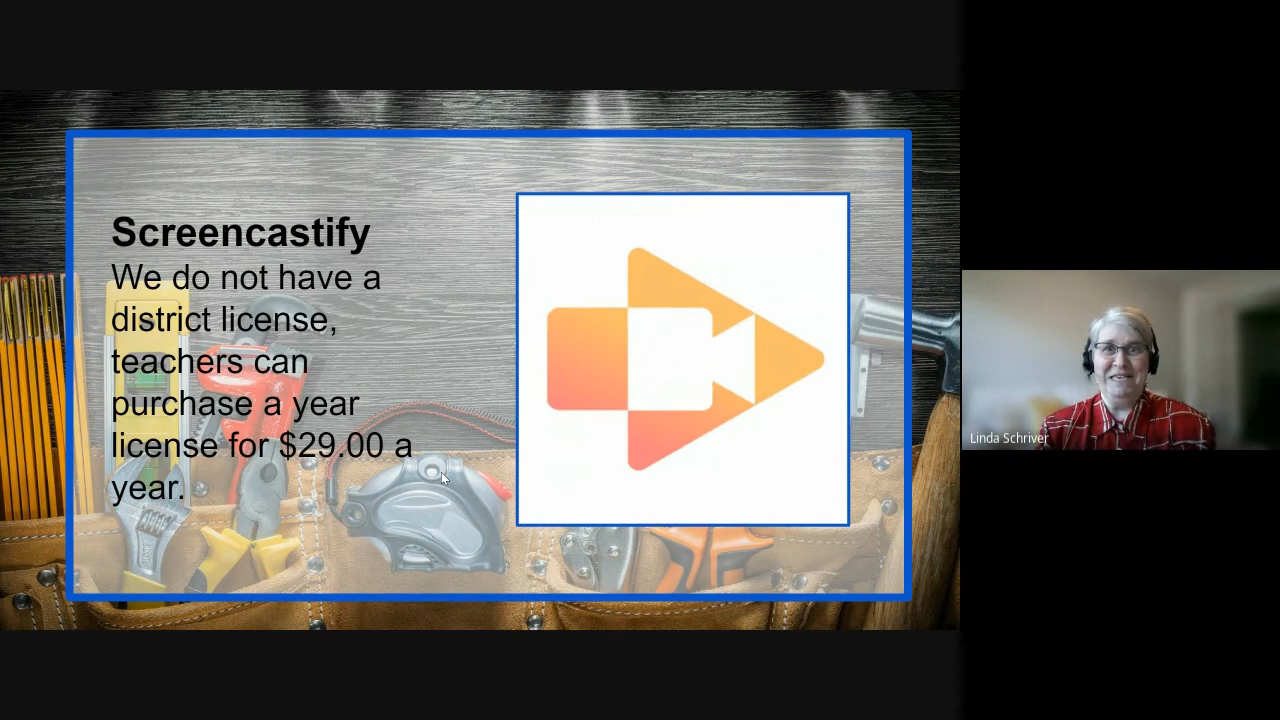 Screencastify
We do not have a
district license,
teachers can
purchase a year
license for $29.00 a
year.
Linda Schriver